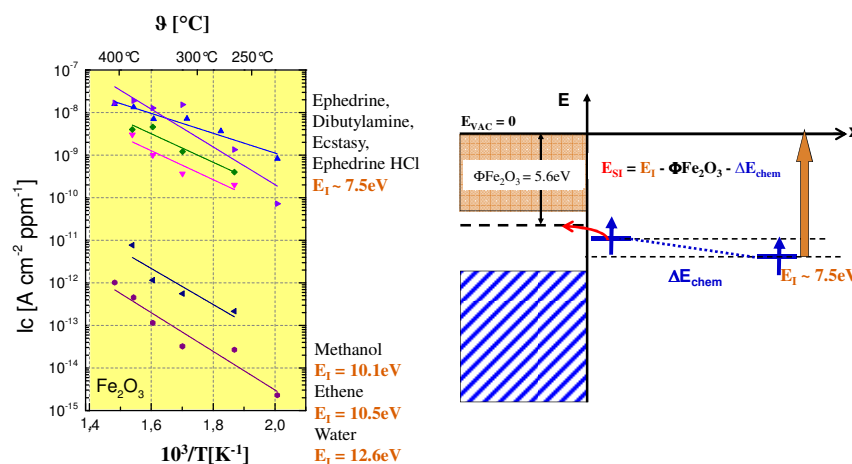 ϑ [°C]
400°C 300°C 250°C
10⁻⁷
10⁻⁸
10⁻⁹
10⁻¹⁰
10⁻¹¹
10⁻¹²
10⁻¹³
10⁻¹⁴
10⁻¹⁵
Ic [A cm⁻² ppm⁻¹]
Fe₂O₃
1,4 1,6 1,8 2,0
10³/T[K⁻¹]
Ephedrine,
Dibutylamine,
Ecstasy,
Ephedrine HCl
E_I ~ 7.5eV
Methanol
E_I = 10.1eV
Ethene
E_I = 10.5eV
Water
E_I = 12.6eV
E
E_VAC = 0
x
ΦFe₂O₃ = 5.6eV
E_SI = E_I - ΦFe₂O₃ - ΔE_chem
ΔE_chem
E_I ~ 7.5eV